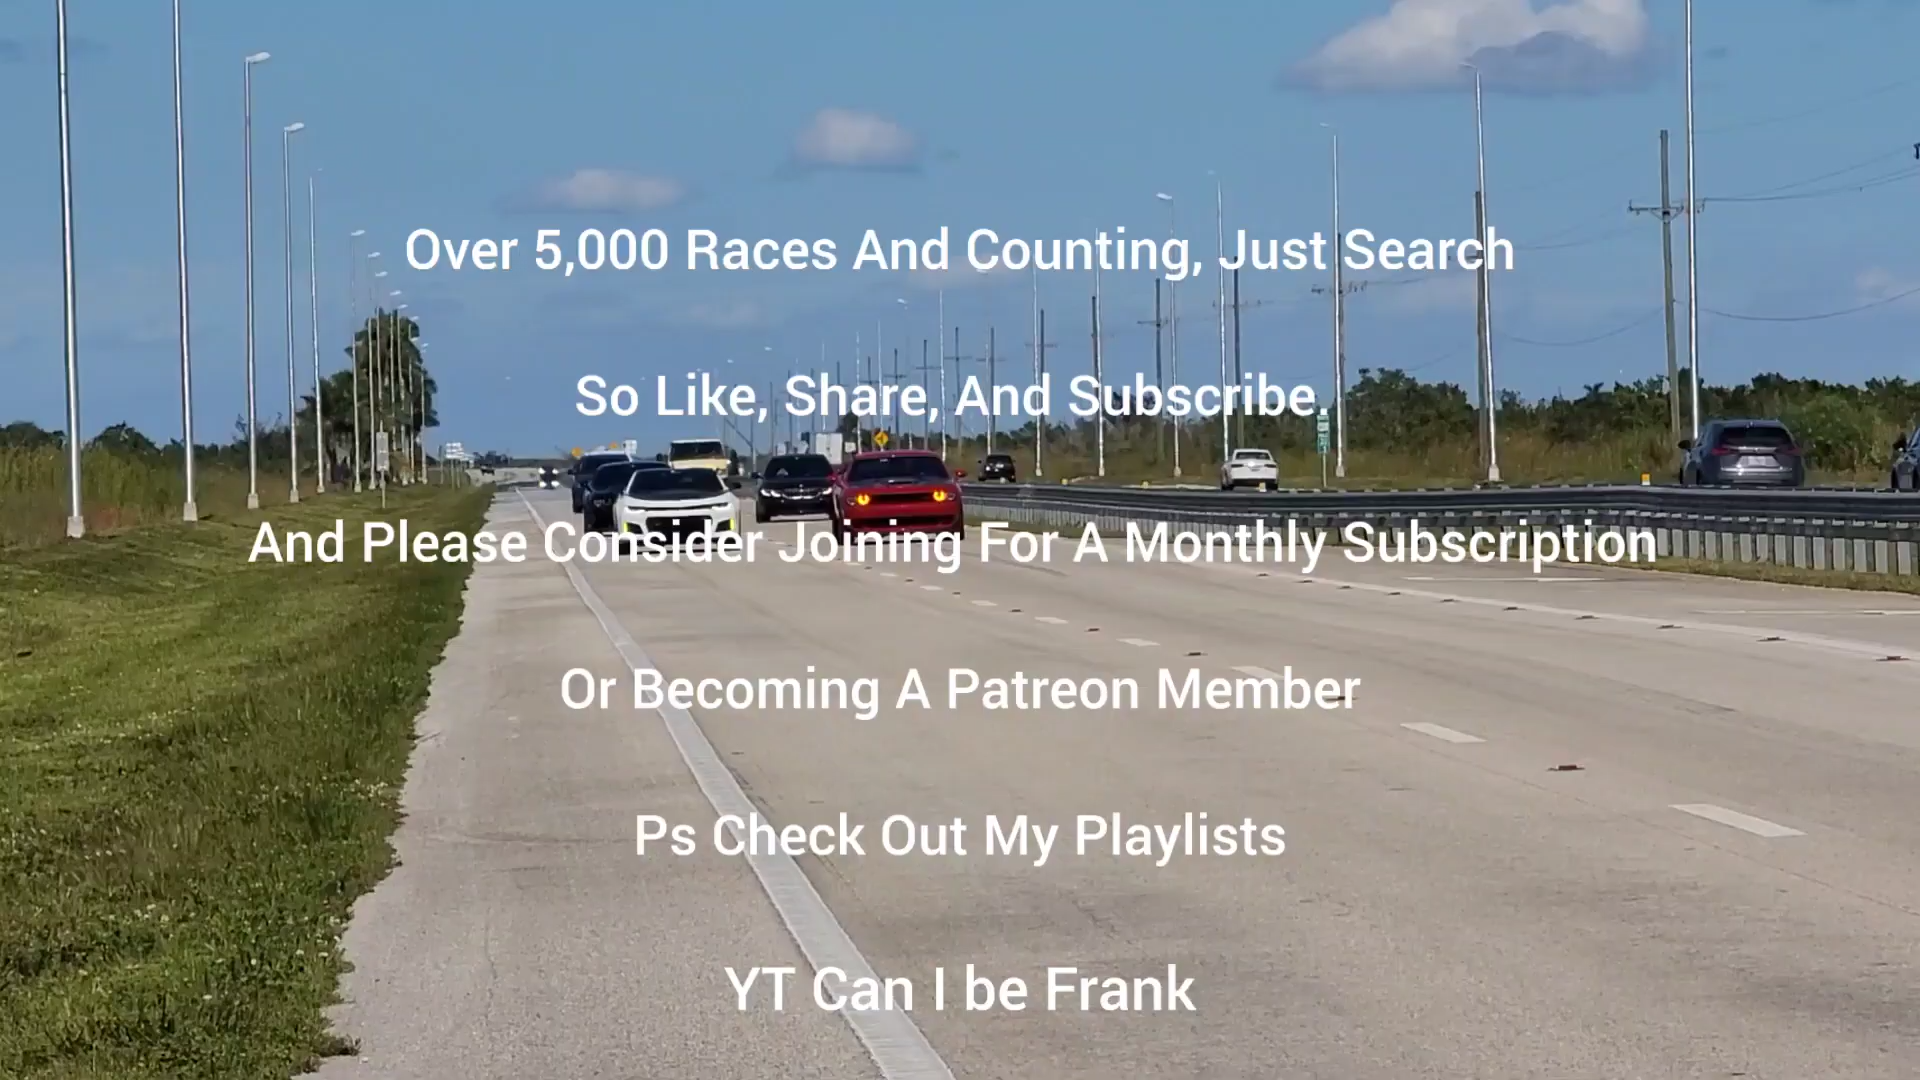 Over 5,000 Races And Counting, Just Search
So Like, Share, And Subscribe.
And Please Consider Joining For A Monthly Subscription
Or Becoming A Patreon Member
Ps Check Out My Playlists
YT Can I be Frank